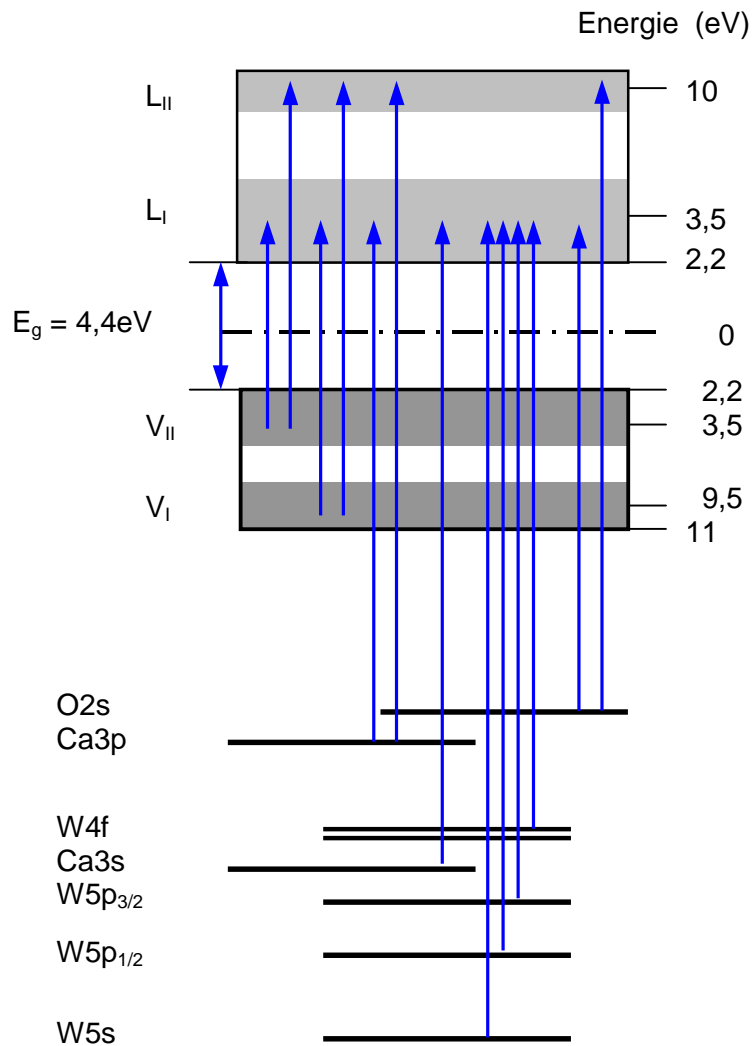 Energie (eV)
L_II
10
L_I
3,5
2,2
E_g = 4,4eV
0
2,2
V_II
3,5
9,5
V_I
11
O2s
Ca3p
W4f
Ca3s
W5p_3/2
W5p_1/2
W5s